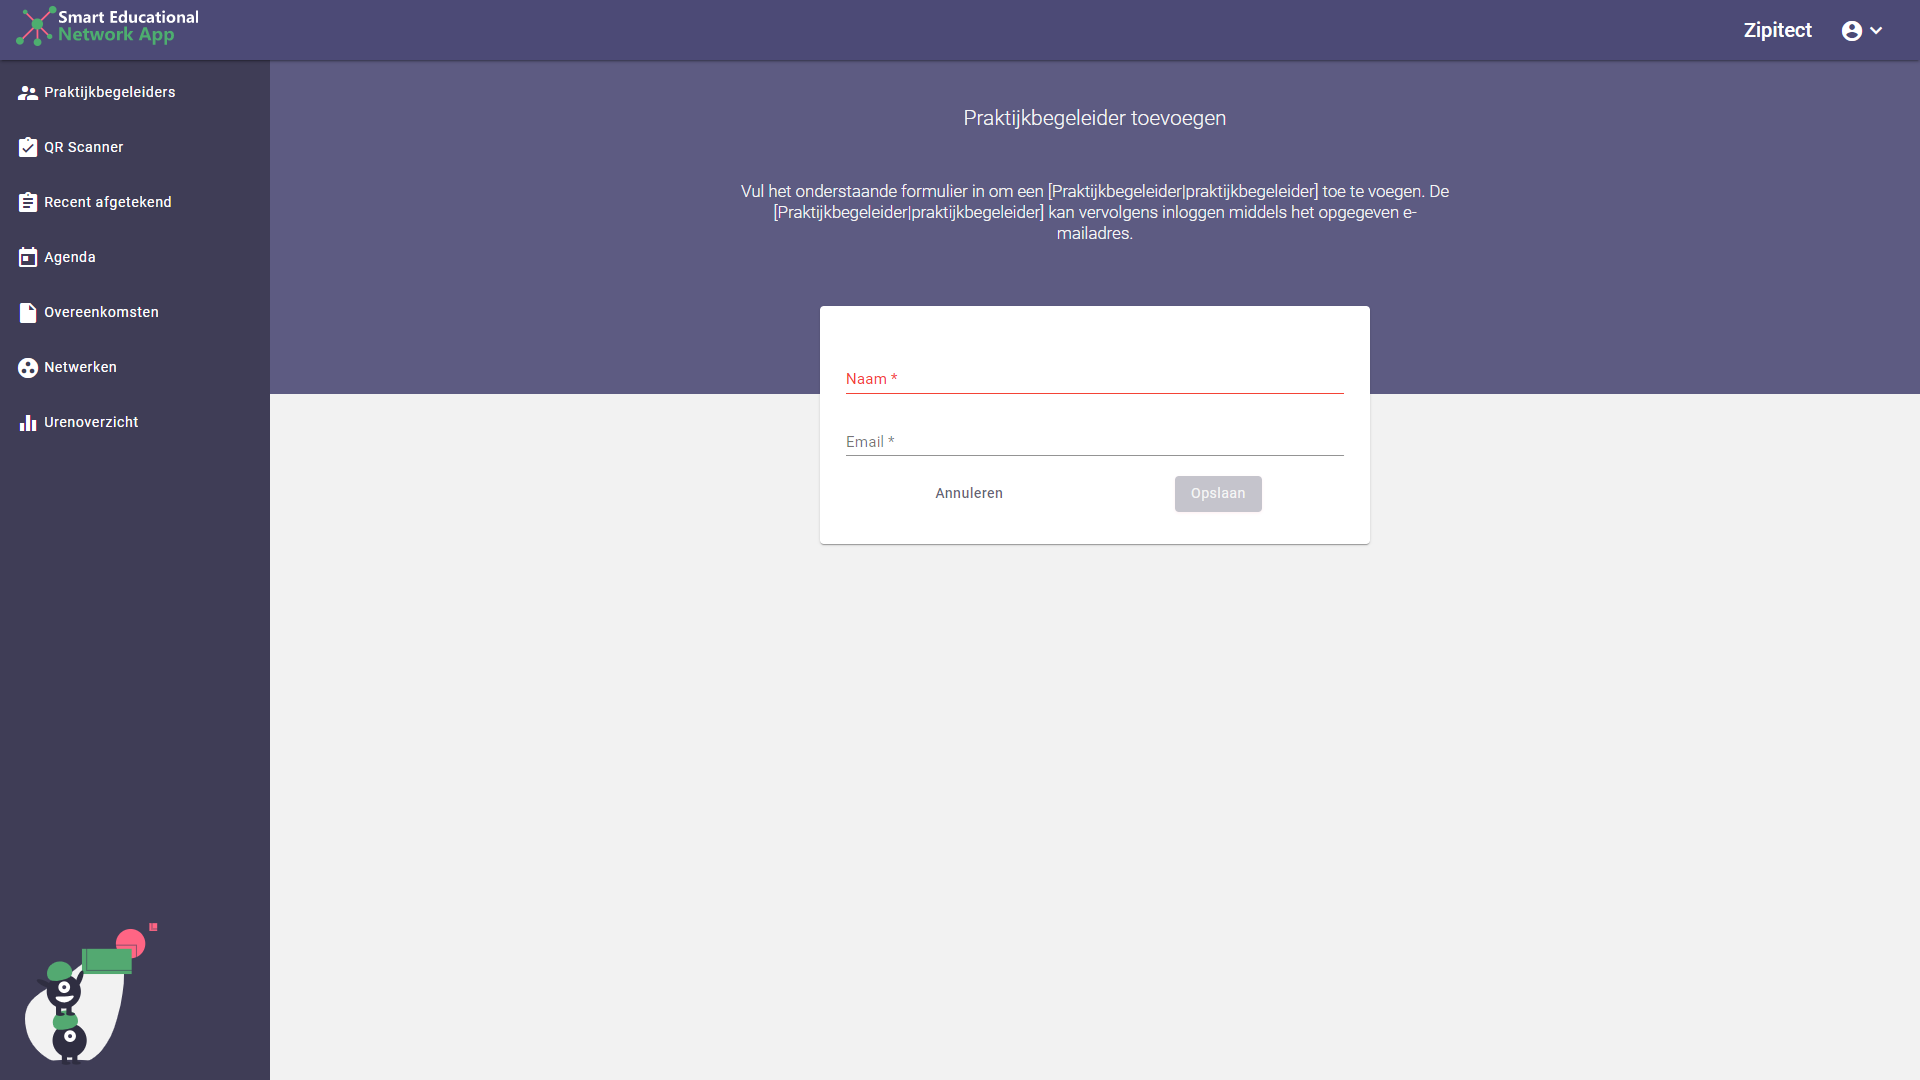 Smart Educational
Network App
Zipitect
Praktijkbegeleiders
QR Scanner
Recent afgetekend
Agenda
Overeenkomsten
Netwerken
Urenoverzicht
Praktijkbegeleider toevoegen
Vul het onderstaande formulier in om een [Praktijkbegeleider|praktijkbegeleider] toe te voegen. De
[Praktijkbegeleider|praktijkbegeleider] kan vervolgens inloggen middels het opgegeven e-
mailadres.
Naam *
Email *
Annuleren
Opslaan